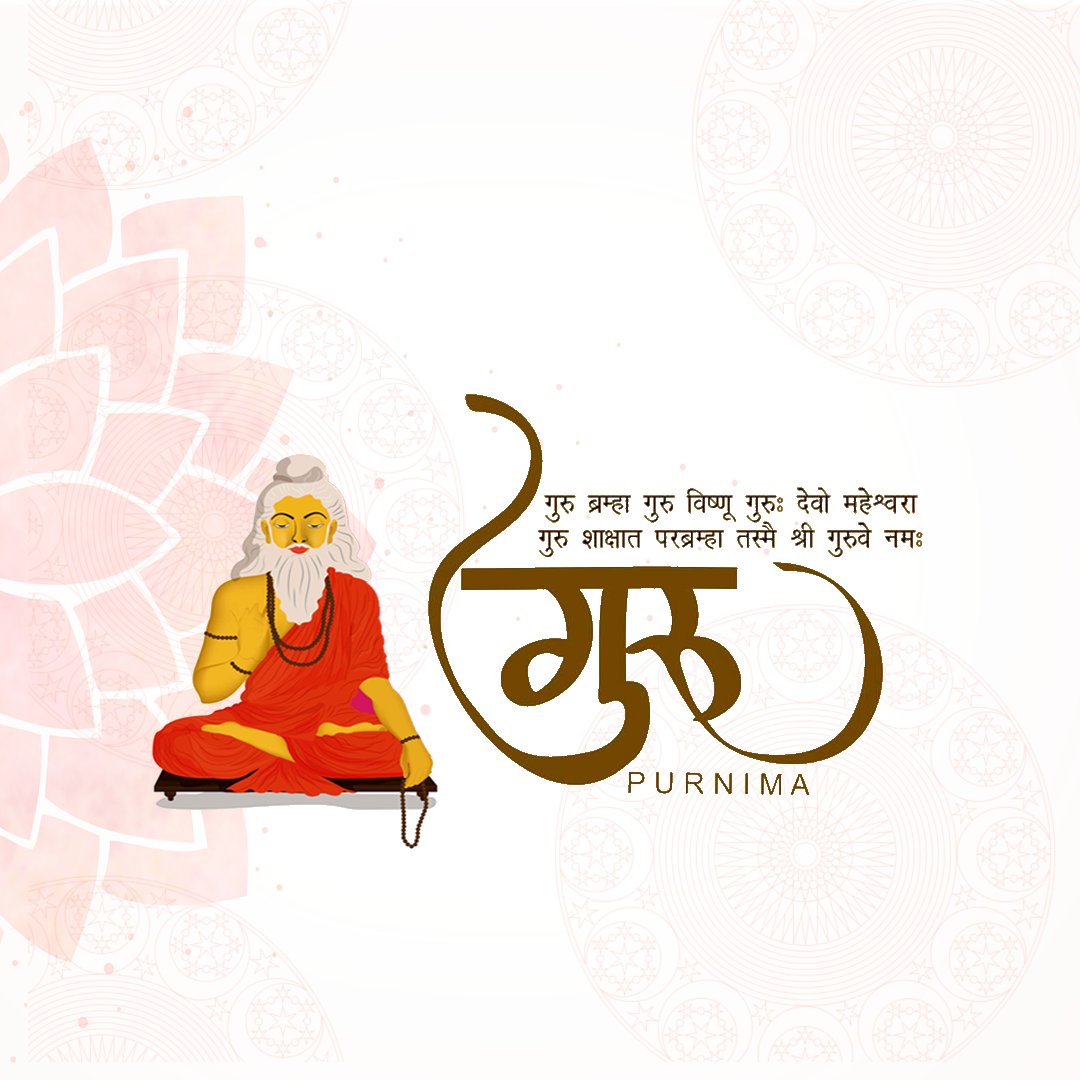 गुरु ब्रम्हा गुरु विष्णू गुरुः देवो महेश्वरा
गुरु शाक्षात परब्रम्हा तस्मै श्री गुरुवे नमः
गुरु
PURNIMA